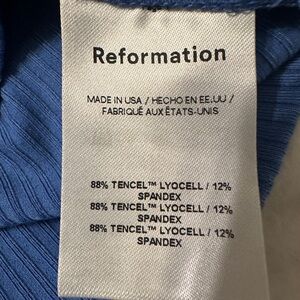 Reformation
MADE IN USA / HECHO EN EE.UU /
FABRIQUÉ AUX ÉTATS-UNIS
88% TENCEL™ LYOCELL / 12%
SPANDEX
88% TENCEL™ LYOCELL / 12%
SPANDEX
88% TENCEL™ LYOCELL / 12%
SPANDEX